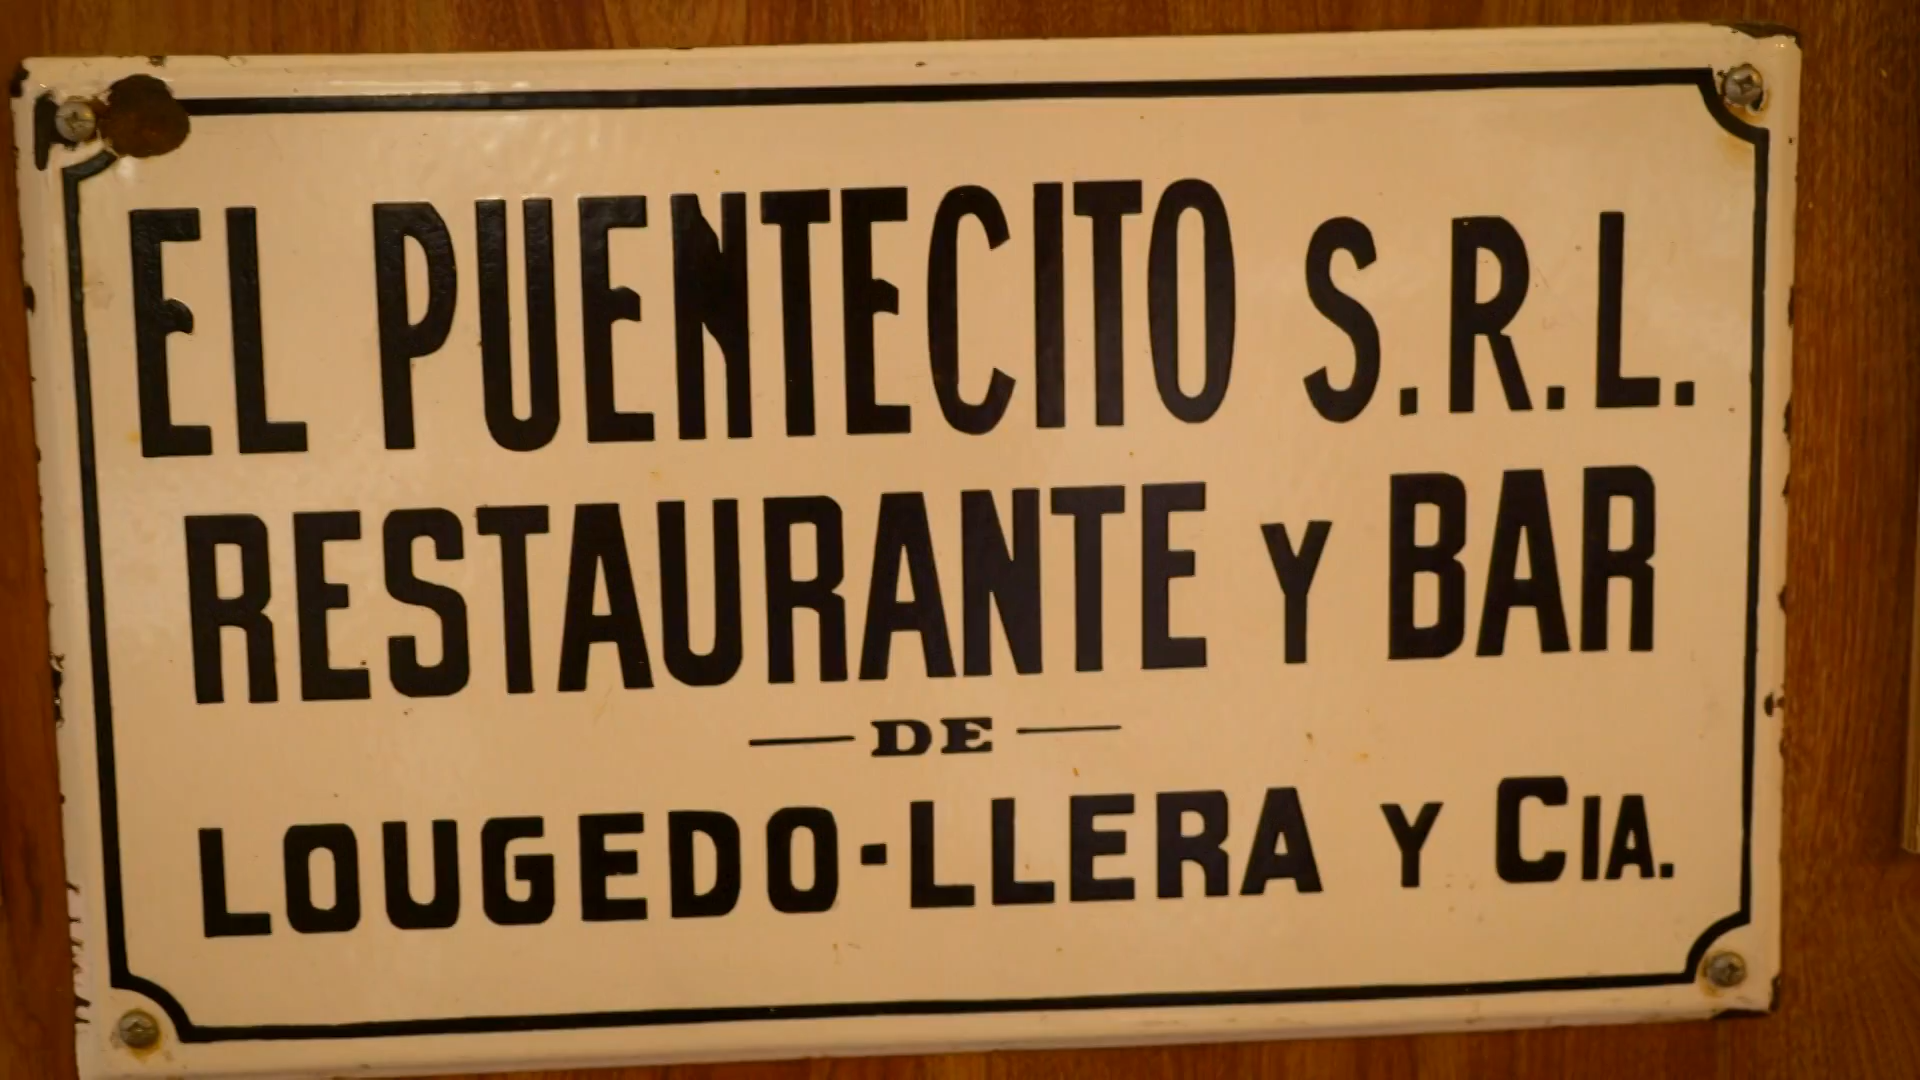 EL PUENTECITO S.R.L.
RESTAURANTE Y BAR
— DE —
LOUGEDO-LLERA Y CIA.